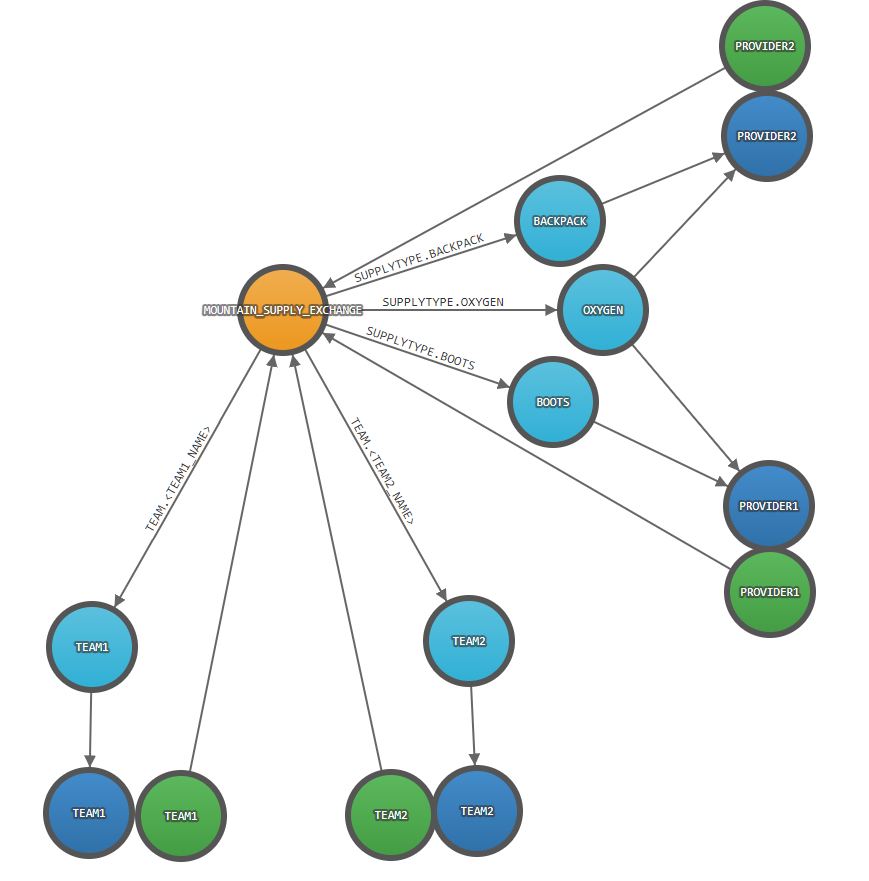 PROVIDER2
PROVIDER2
BACKPACK
SUPPLYTYPE.BACKPACK
MOUNTAIN_SUPPLY_EXCHANGE
SUPPLYTYPE.OXYGEN
OXYGEN
SUPPLYTYPE.BOOTS
BOOTS
TEAM.<TEAM1_NAME>
TEAM.<TEAM2_NAME>
PROVIDER1
PROVIDER1
TEAM1
TEAM2
TEAM1
TEAM1
TEAM2
TEAM2